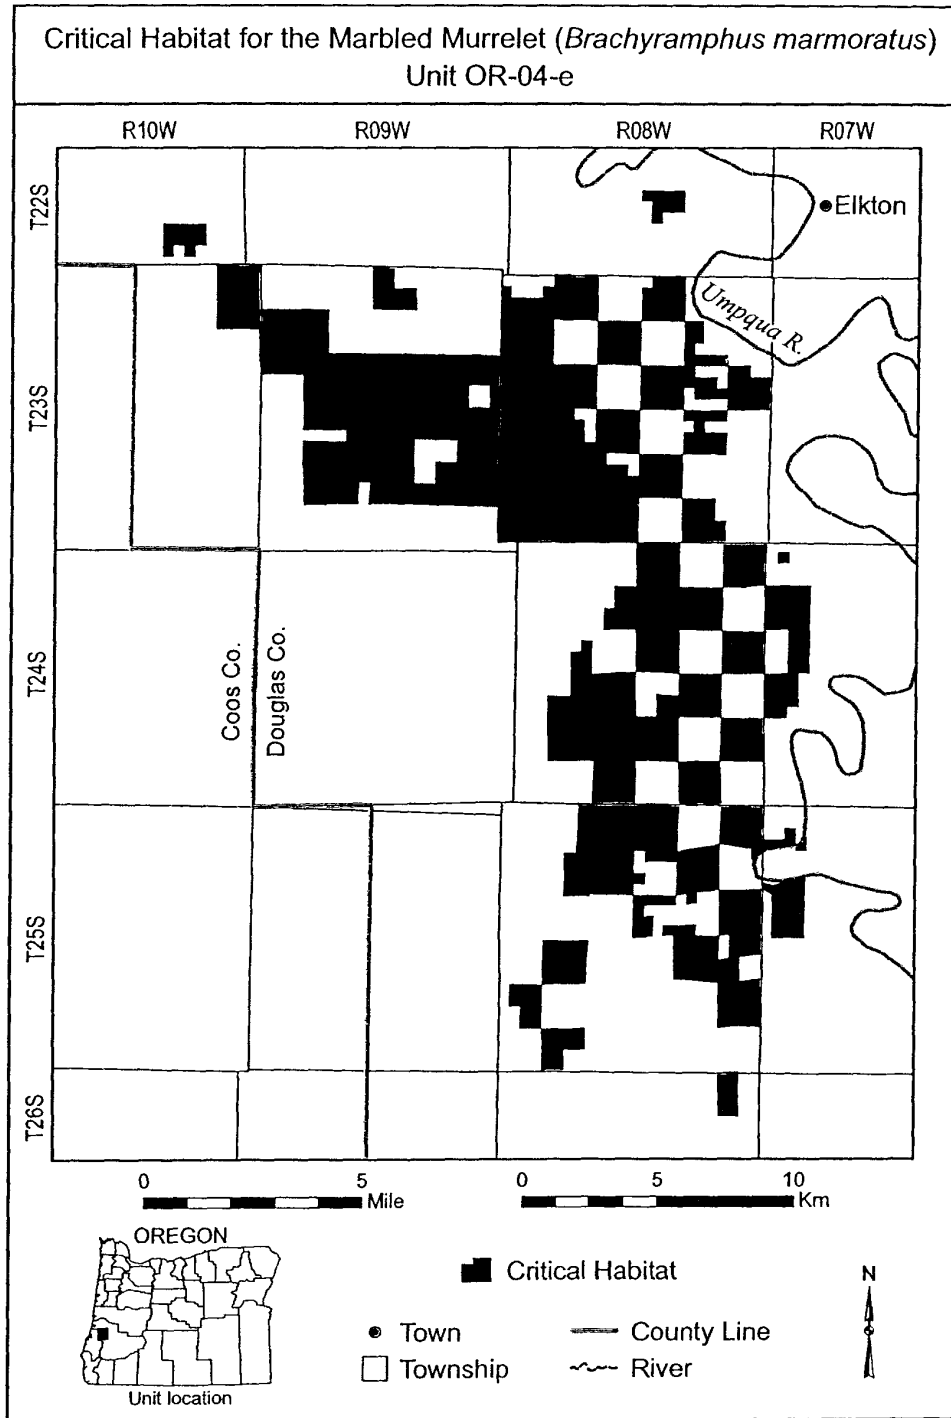 Critical Habitat for the Marbled Murrelet (Brachyramphus marmoratus)
Unit OR-04-e
R10W R09W R08W R07W
T22S
Elkton
Umpqua R.
T23S
T24S
Coos Co.
Douglas Co.
T25S
T26S
0 5 Mile
0 5 10 Km
OREGON
Unit location
Critical Habitat
Town
County Line
Township
River
N